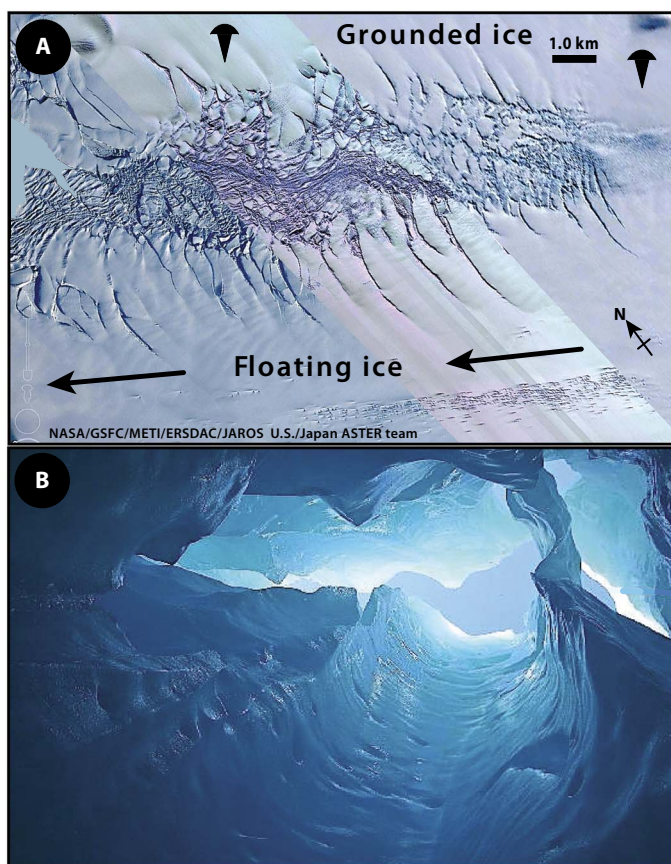 A
Grounded ice
1.0 km
N
Floating ice
NASA/GSFC/METI/ERSDAC/JAROS U.S./Japan ASTER team
B